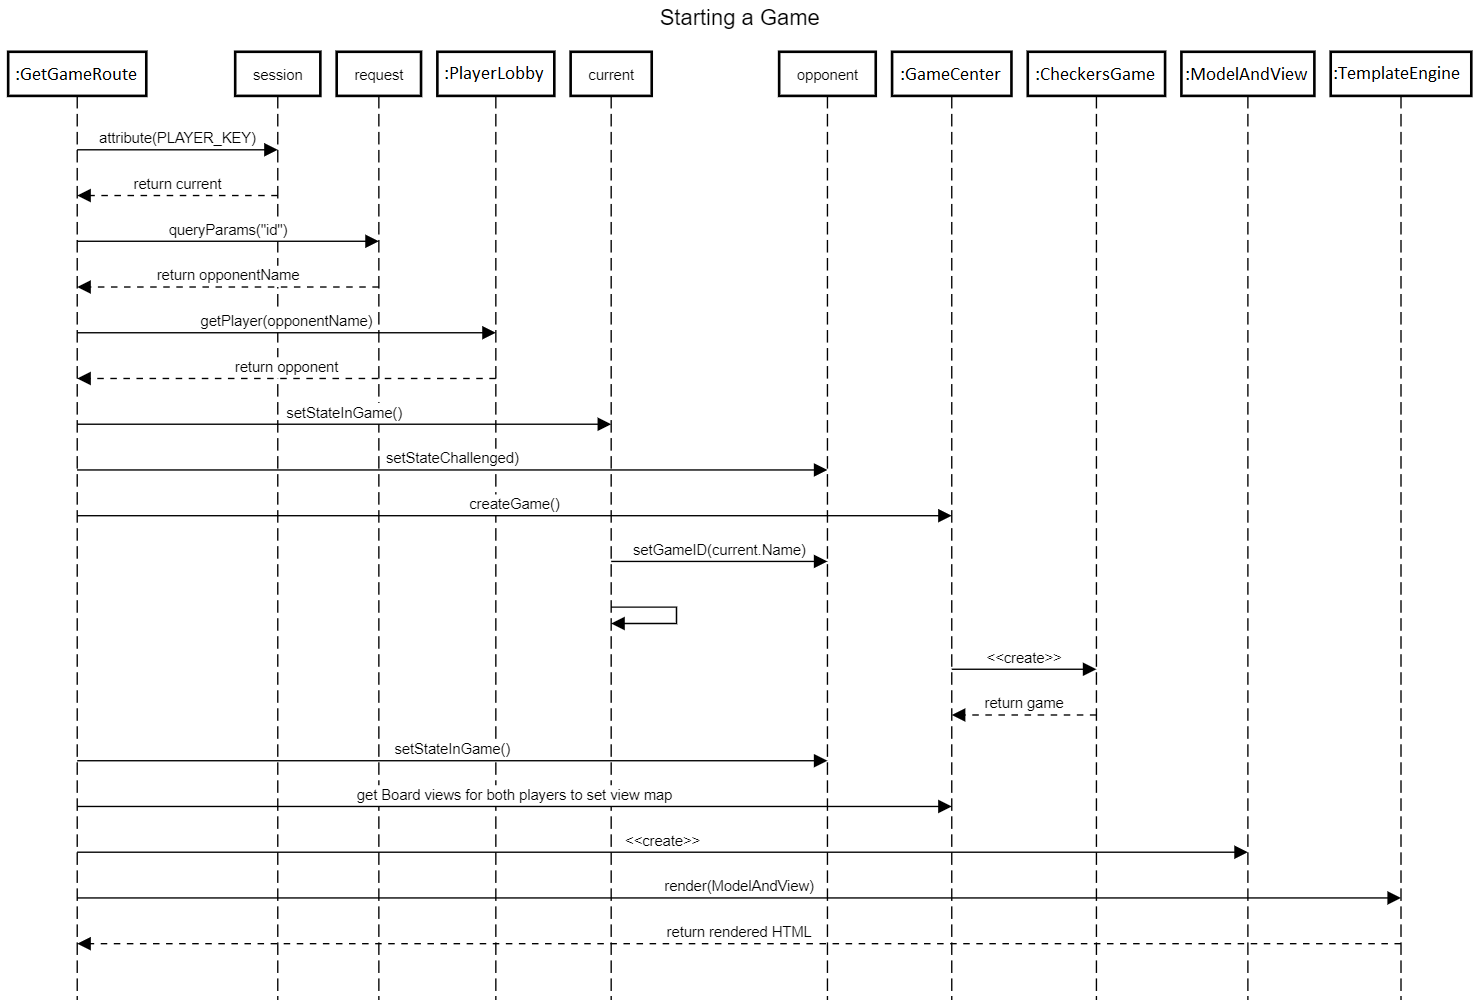 Starting a Game
:GetGameRoute
session
request
:PlayerLobby
current
opponent
:GameCenter
:CheckersGame
:ModelAndView
:TemplateEngine
attribute(PLAYER_KEY)
return current
queryParams("id")
return opponentName
getPlayer(opponentName)
return opponent
setStateInGame()
setStateChallenged)
createGame()
setGameID(current.Name)
<<create>>
return game
setStateInGame()
get Board views for both players to set view map
<<create>>
render(ModelAndView)
return rendered HTML